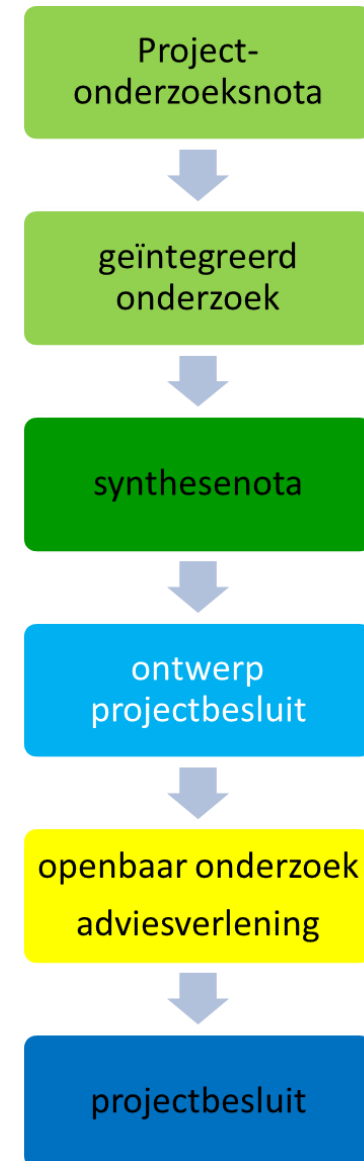 Project-
onderzoeksnota
geïntegreerd
onderzoek
synthesenota
ontwerp
projectbesluit
openbaar onderzoek
adviesverlening
projectbesluit